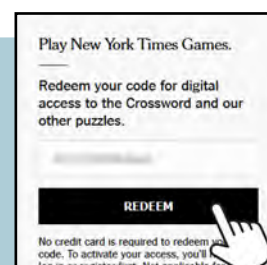 Play New York Times Games.
Redeem your code for digital
access to the Crossword and our
other puzzles.
REDEEM
No credit card is required to redeem
code. To activate your access, you'll